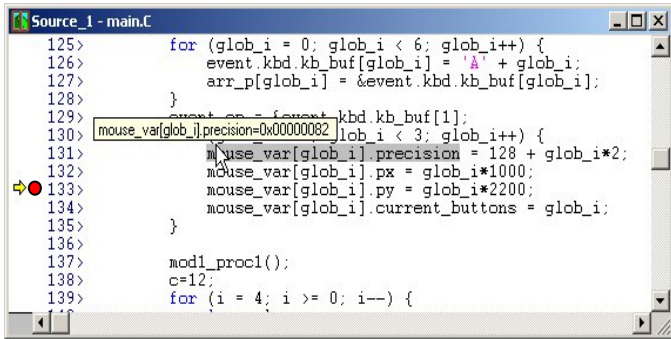 Source_1 - main.C
125> for (glob_i = 0; glob_i < 6; glob_i++) {
126> event.kbd.kb_buf[glob_i] = 'A' + glob_i;
127> arr_p[glob_i] = &event.kbd.kb_buf[glob_i];
128> }
129> kbd.kb_buf[1];
mouse_var[glob_i].precision=0x00000082
130> glob_i < 3; glob_i++) {
131> mouse_var[glob_i].precision = 128 + glob_i*2;
132> mouse_var[glob_i].px = glob_i*1000;
133> mouse_var[glob_i].py = glob_i*2200;
134> mouse_var[glob_i].current_buttons = glob_i;
135> }
136>
137> mod1_proc1();
138> c=12;
139> for (i = 4; i >= 0; i--) {